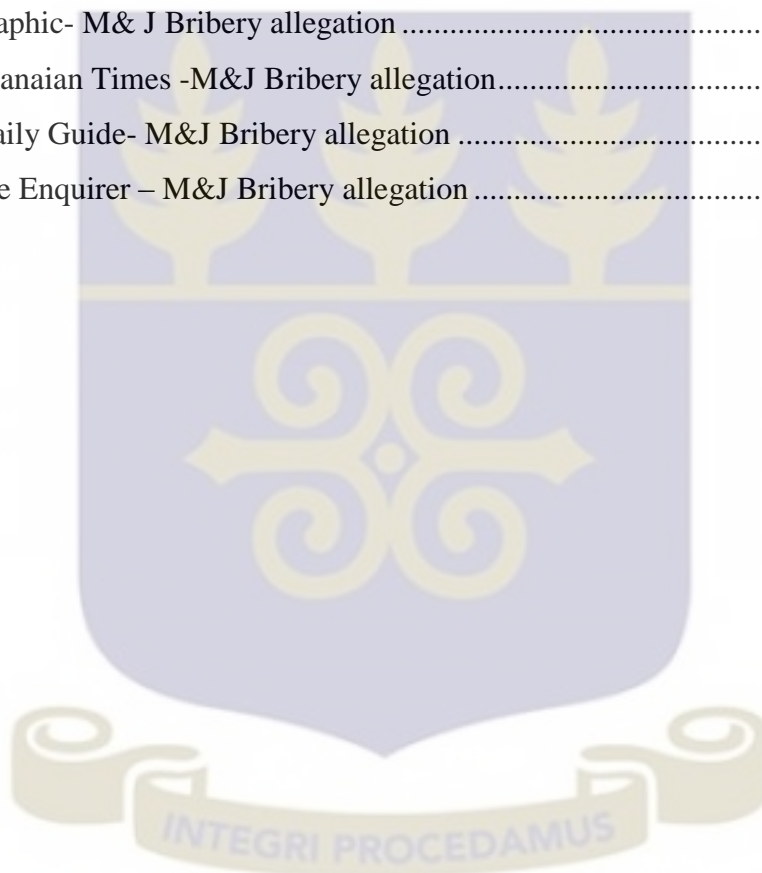 aphic- M& J Bribery allegation ........................................
anaian Times -M&J Bribery allegation..............................
aily Guide- M&J Bribery allegation ..................................
e Enquirer – M&J Bribery allegation ................................
INTEGRI PROCEDAMUS